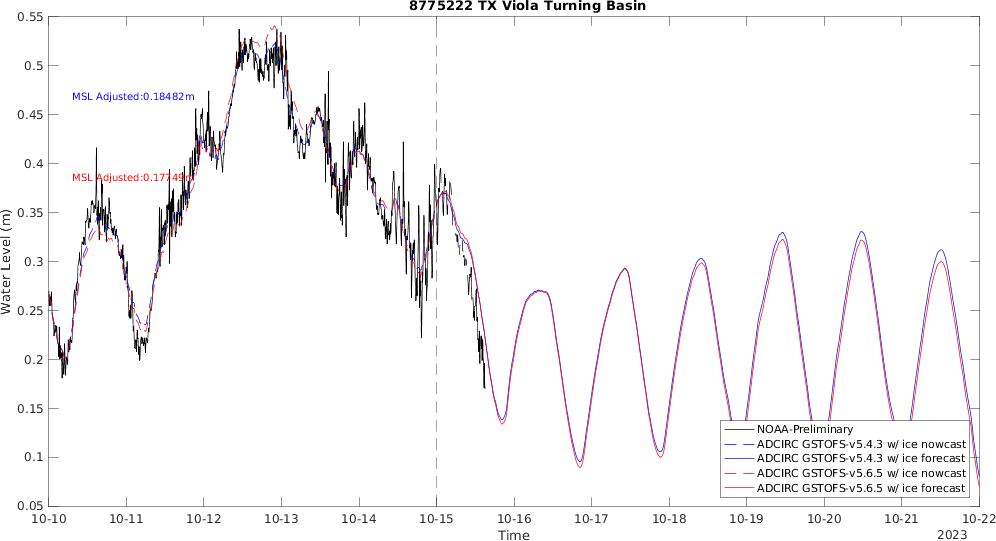 8775222 TX Viola Turning Basin
Water Level (m)
0.55
0.5
0.45
0.4
0.35
0.3
0.25
0.2
0.15
0.1
0.05
MSL Adjusted:0.18482m
MSL Adjusted:0.17749m
NOAA-Preliminary
ADCIRC GSTOFS-v5.4.3 w/ ice nowcast
ADCIRC GSTOFS-v5.4.3 w/ ice forecast
ADCIRC GSTOFS-v5.6.5 w/ ice nowcast
ADCIRC GSTOFS-v5.6.5 w/ ice forecast
10-10 10-11 10-12 10-13 10-14 10-15 10-16 10-17 10-18 10-19 10-20 10-21 10-22
Time
2023